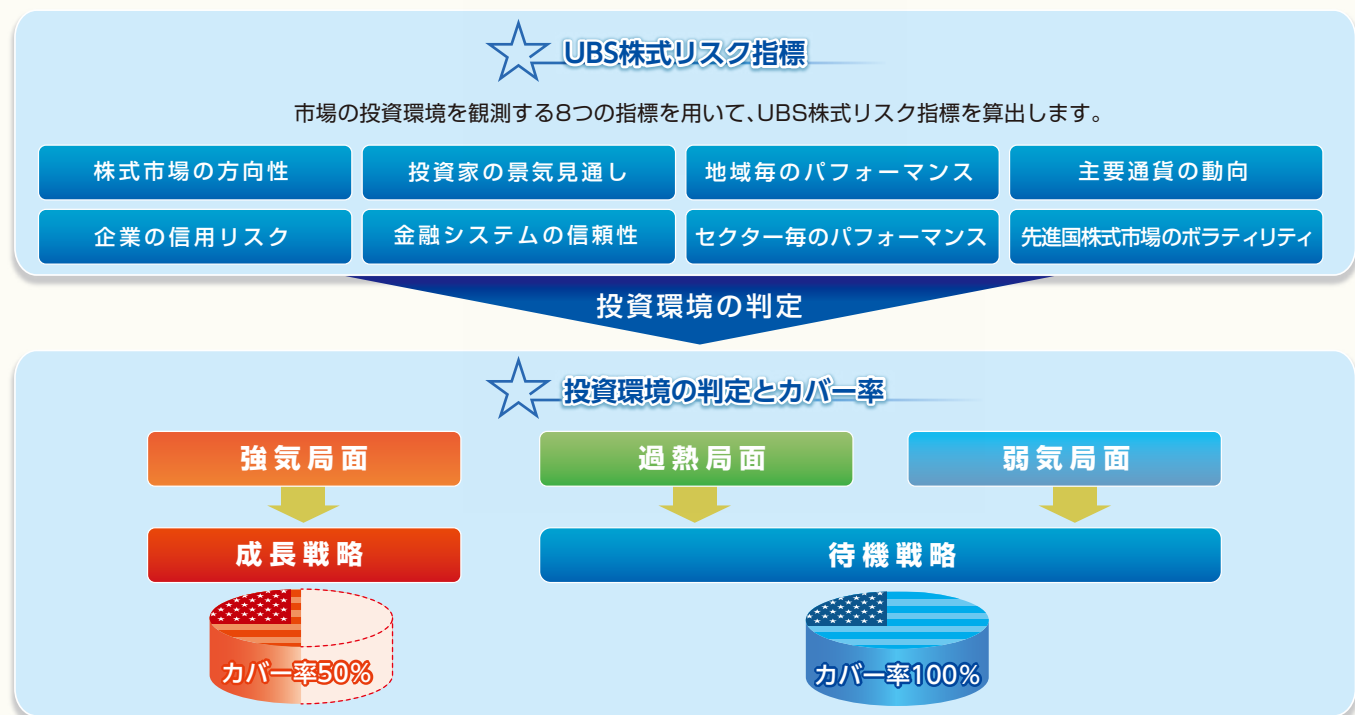 UBS株式リスク指標
市場の投資環境を観測する8つの指標を用いて、UBS株式リスク指標を算出します。
株式市場の方向性
投資家の景気見通し
地域毎のパフォーマンス
主要通貨の動向
企業の信用リスク
金融システムの信頼性
セクター毎のパフォーマンス
先進国株式市場のボラティリティ
投資環境の判定
投資環境の判定とカバー率
強気局面
過熱局面
弱気局面
成長戦略
待機戦略
カバー率50%
カバー率100%